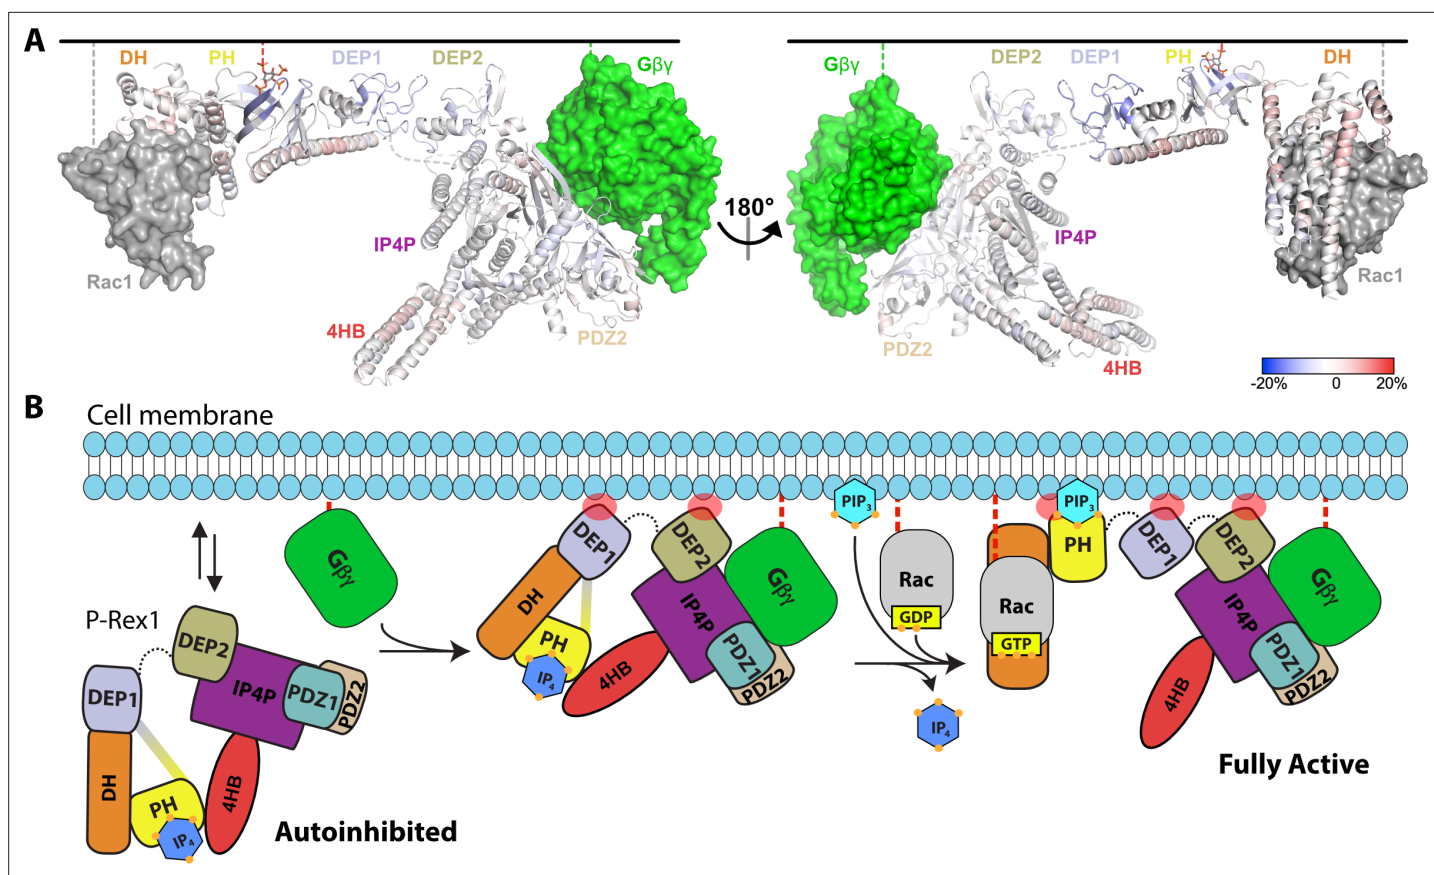 A
DH
PH
DEP1
DEP2
Gβγ
Rac1
IP4P
4HB
PDZ2
180°
Gβγ
DEP2
DEP1
PH
DH
IP4P
Rac1
PDZ2
4HB
-20%
0
20%
B
Cell membrane
P-Rex1
DEP1
DH
PH
IP₄
4HB
DEP2
IP4P
PDZ1
PDZ2
Autoinhibited
Gβγ
DEP1
DH
PH
IP₄
4HB
DEP2
IP4P
PDZ1
PDZ2
Gβγ
PIP₃
Rac
GDP
IP₄
Rac
GTP
PIP₃
PH
DEP1
DEP2
IP4P
PDZ1
PDZ2
4HB
Gβγ
Fully Active